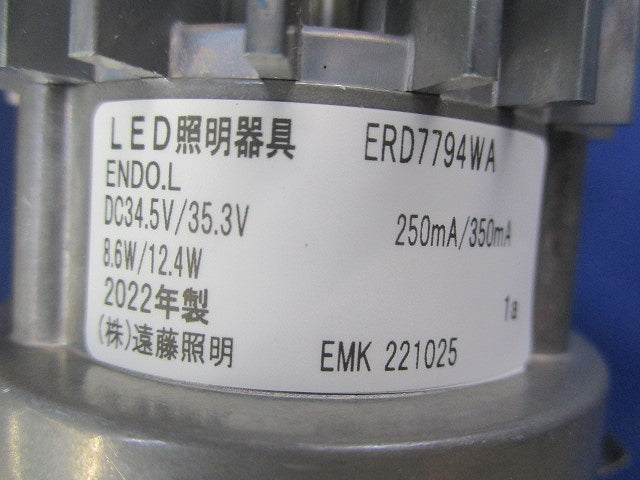 LED照明器具 ERD7794WA
ENDO.L
DC34.5V/35.3V 250mA/350mA
8.6W/12.4W
2022年製 1a
(株)遠藤照明 EMK 221025